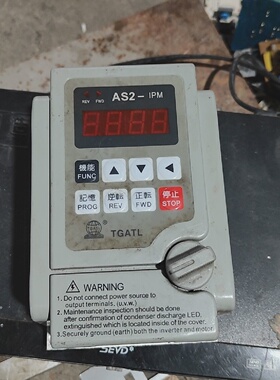 REV FWD
AS2-IPM
機能
FUNC
▲
▼
◀
記憶
PROG
逆転
REV
正転
FWD
停止
STOP
TGATL
⚠ WARNING
1. Do not connect power source to
output terminals, (u.v.w.)
2. Maintenance inspection should be done
after confirmation of condenser discharge LED,
extinguished which is located inside of the cover.
3. Securely ground (earth) both the inverter and motor